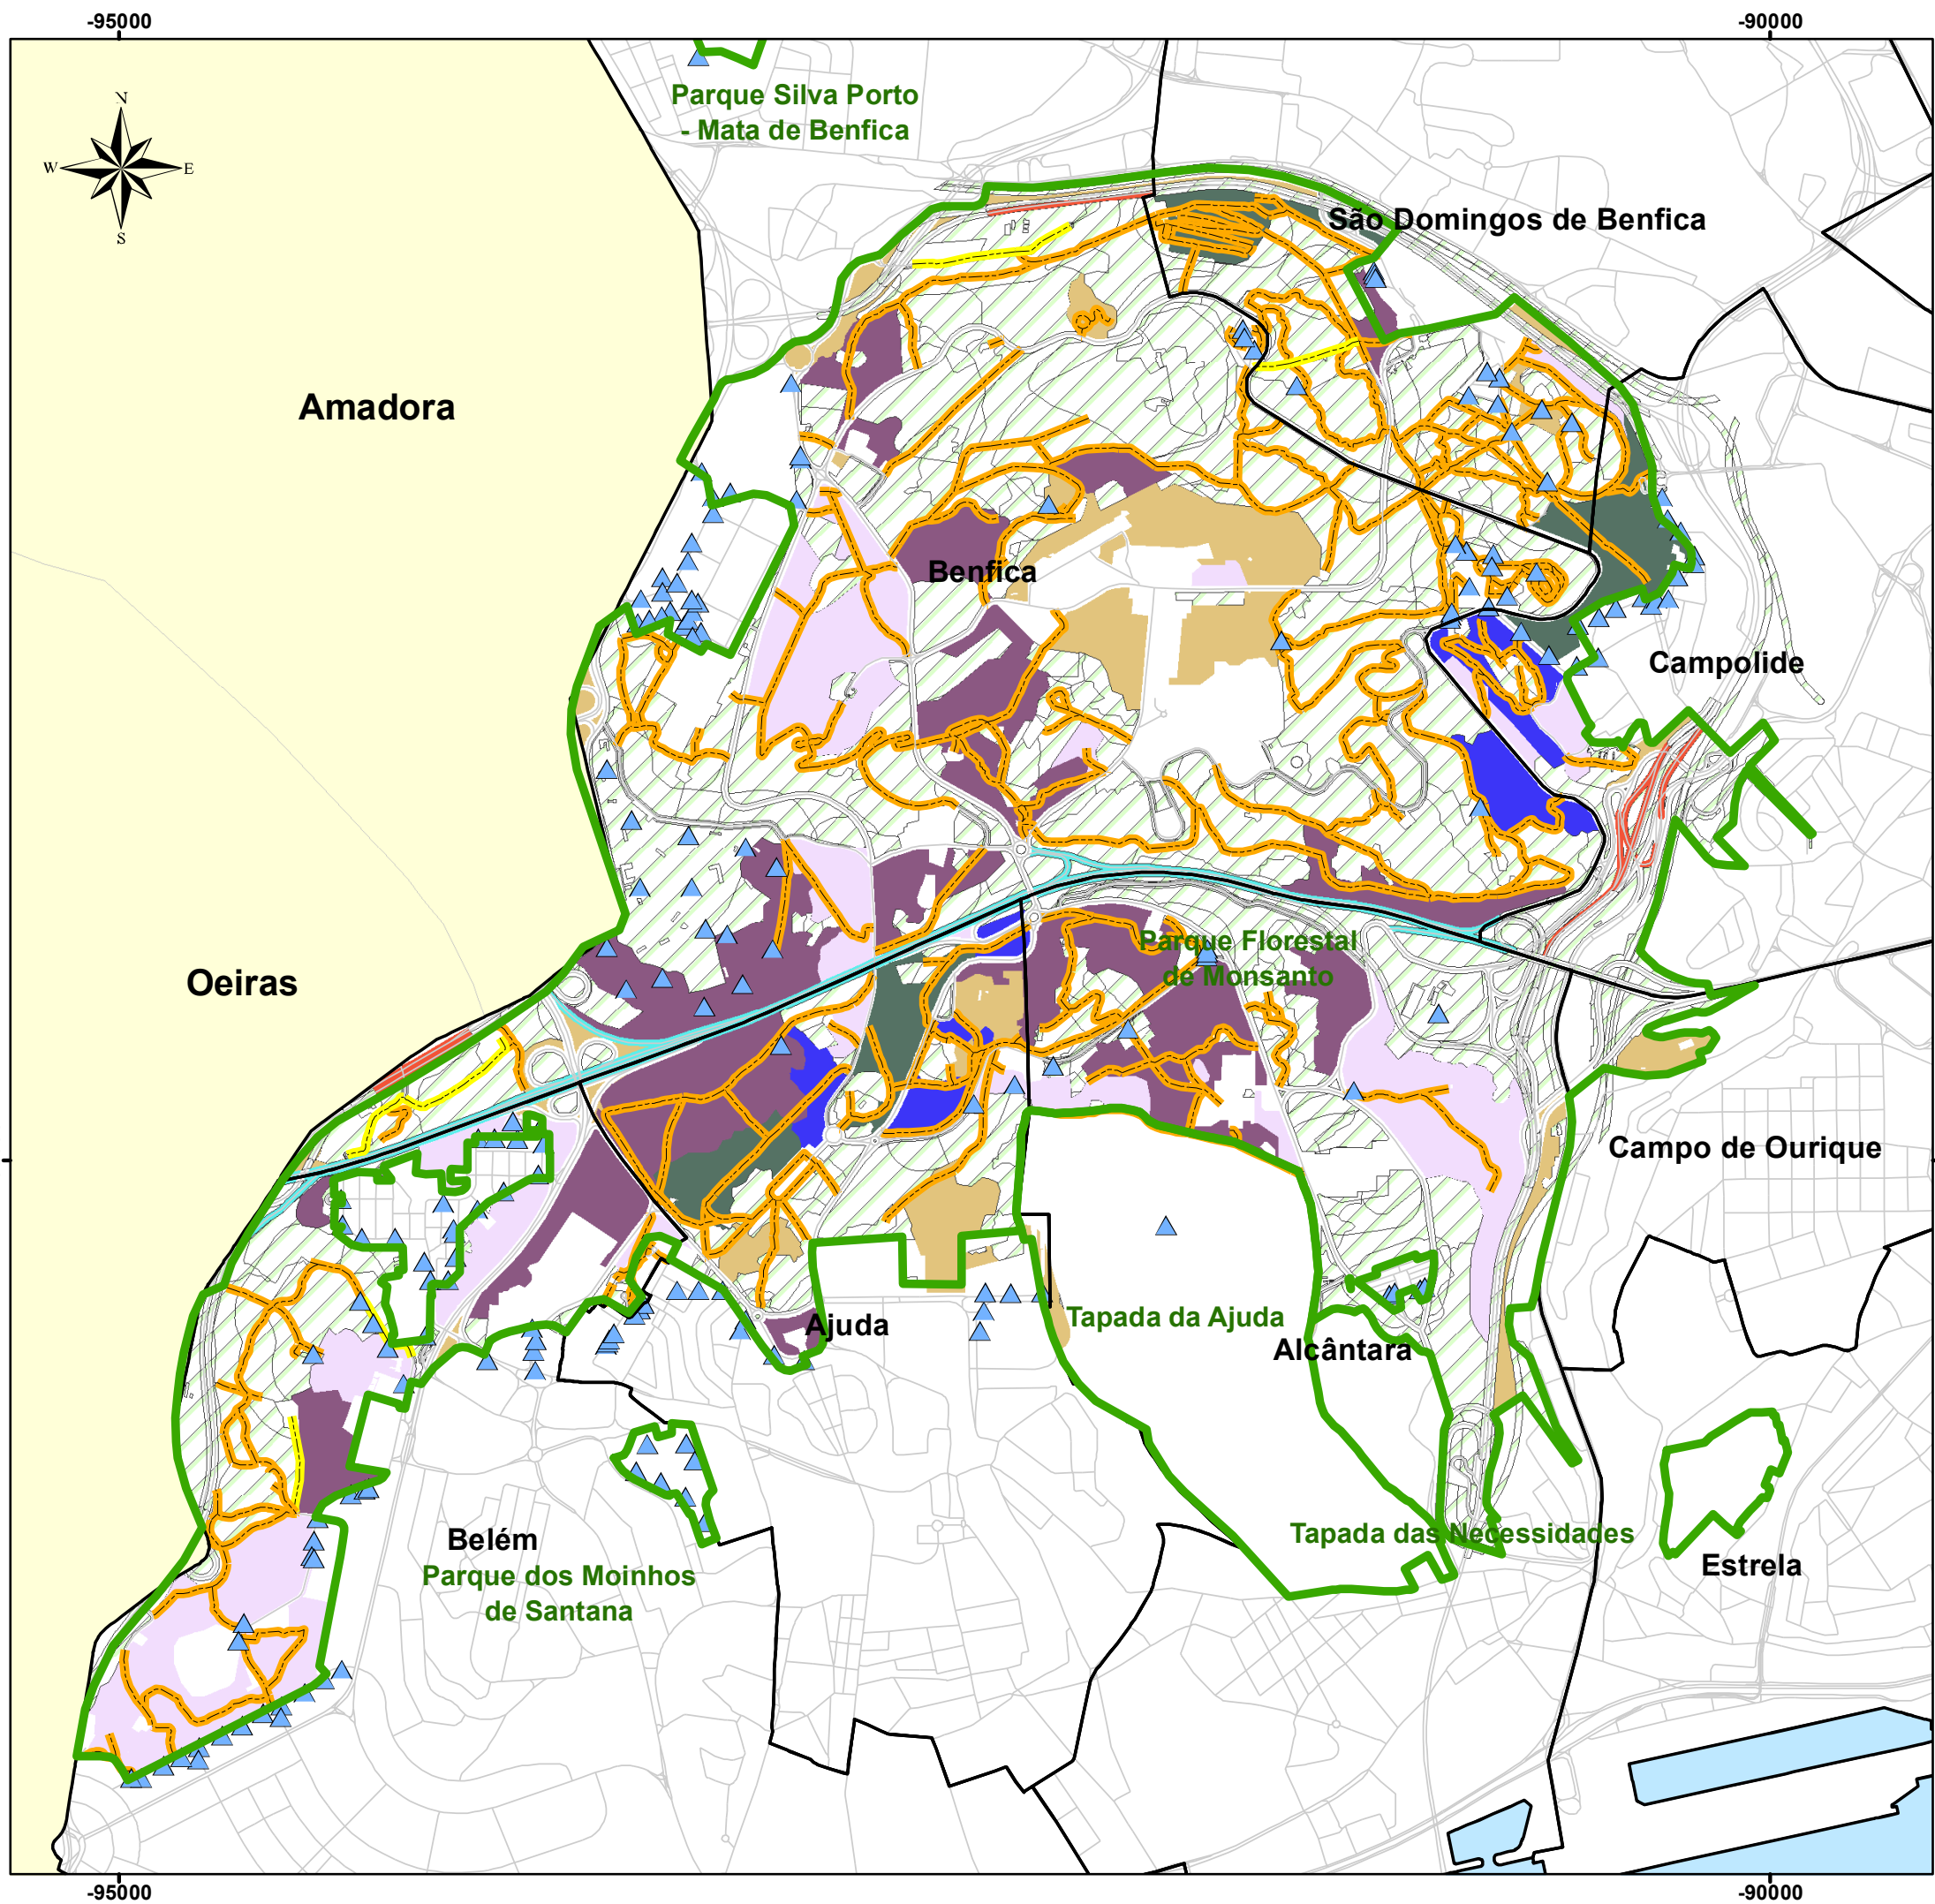 -95000
-90000
Parque Silva Porto
- Mata de Benfica
N
W
E
S
São Domingos de Benfica
Amadora
Benfica
Campolide
Parque Florestal
de Monsanto
Oeiras
Campo de Ourique
Tapada da Ajuda
Ajuda
Alcântara
Tapada das Necessidades
Belém
Estrela
Parque dos Moinhos
de Santana
-95000
-90000